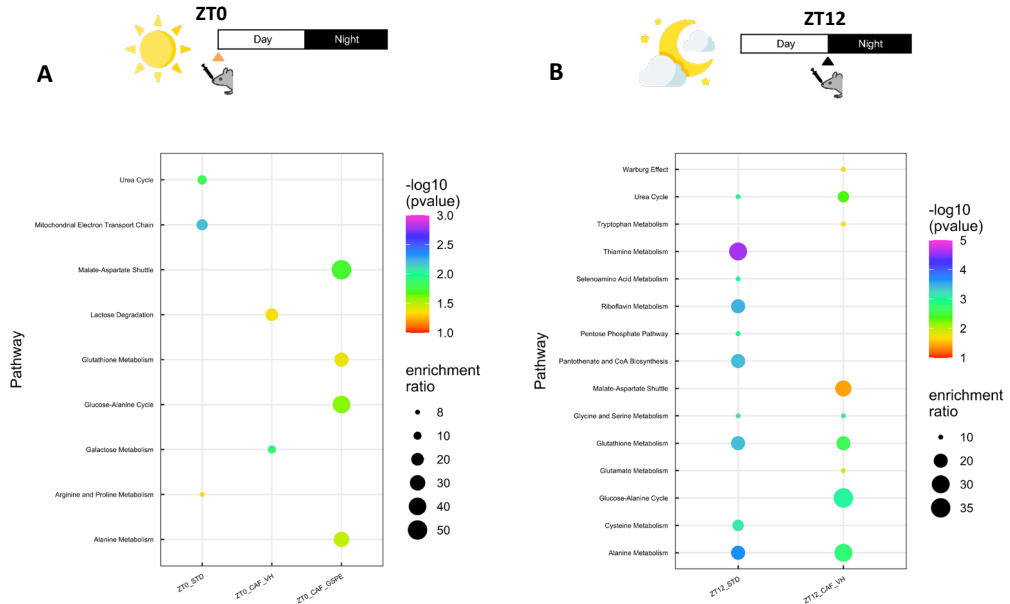 ZT0
Day Night
A
Urea Cycle
Mitochondrial Electron Transport Chain
Malate-Aspartate Shuttle
Lactose Degradation
Glutathione Metabolism
Glucose-Alanine Cycle
Galactose Metabolism
Arginine and Proline Metabolism
Alanine Metabolism
Pathway
ZT0_STD
ZT0_CAF_VH
ZT0_CAF_GSPE
-log10
(pvalue)
3.0
2.5
2.0
1.5
1.0
enrichment
ratio
8
10
20
30
40
50
ZT12
Day Night
B
Warburg Effect
Urea Cycle
Tryptophan Metabolism
Thiamine Metabolism
Selenoamino Acid Metabolism
Riboflavin Metabolism
Pentose Phosphate Pathway
Pantothenate and CoA Biosynthesis
Malate-Aspartate Shuttle
Glycine and Serine Metabolism
Glutathione Metabolism
Glutamate Metabolism
Glucose-Alanine Cycle
Cysteine Metabolism
Alanine Metabolism
Pathway
ZT12_STD
ZT12_CAF_VH
-log10
(pvalue)
5
4
3
2
1
enrichment
ratio
10
20
30
35